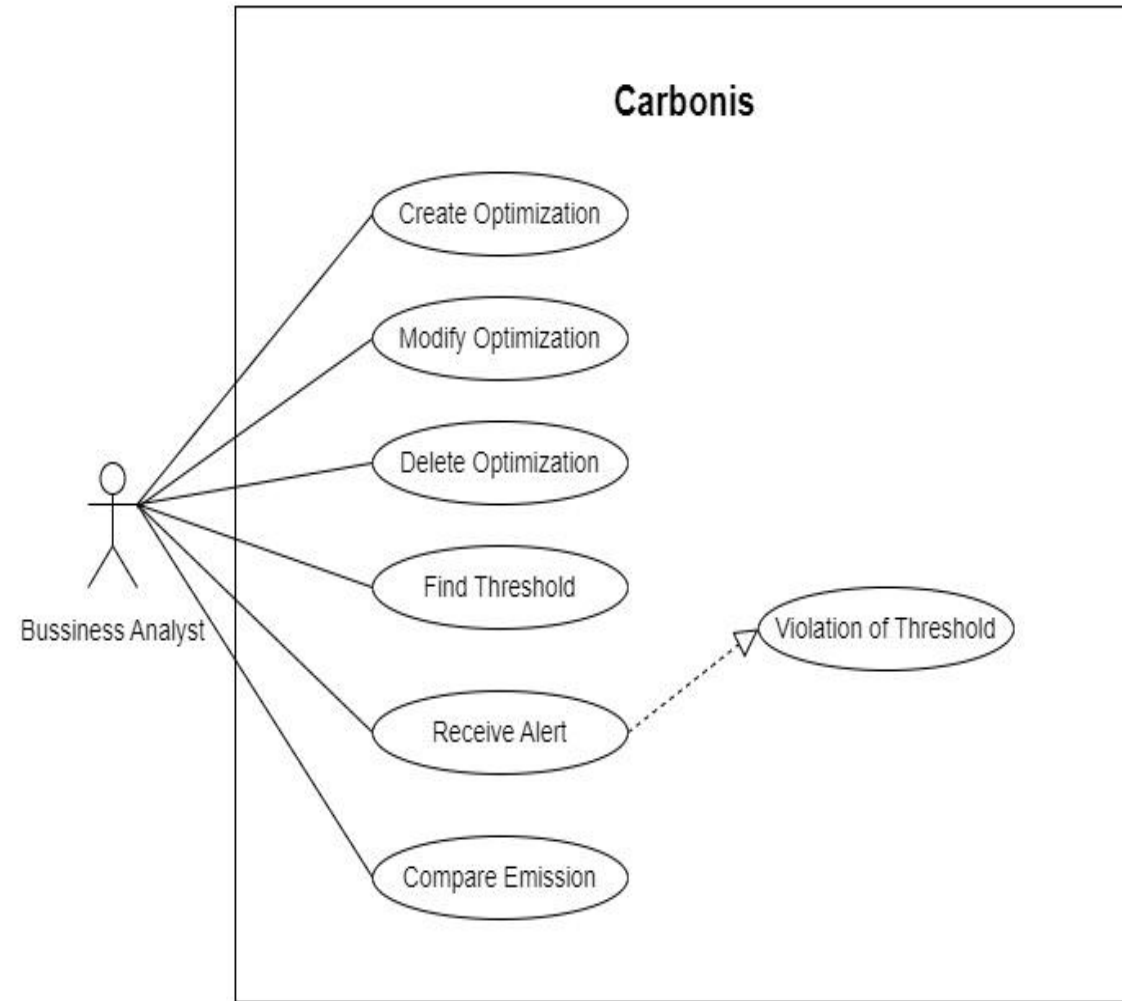 Carbonis
Create Optimization
Modify Optimization
Delete Optimization
Find Threshold
Bussiness Analyst
Violation of Threshold
Receive Alert
Compare Emission